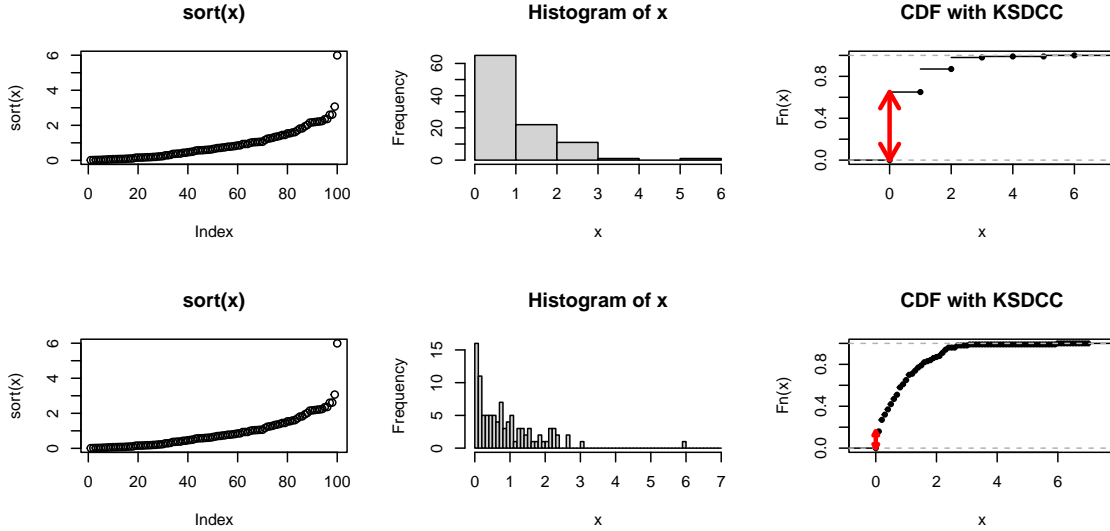 sort(x)
Histogram of x
CDF with KSDCC
sort(x)
0 2 4 6
0 20 40 60 80 100
Index
Frequency
0 20 40 60
0 1 2 3 4 5 6
x
Fn(x)
0.0 0.4 0.8
0 2 4 6
x
sort(x)
Histogram of x
CDF with KSDCC
sort(x)
0 2 4 6
0 20 40 60 80 100
Index
Frequency
0 5 10 15
0 1 2 3 4 5 6 7
x
Fn(x)
0.0 0.4 0.8
0 2 4 6
x